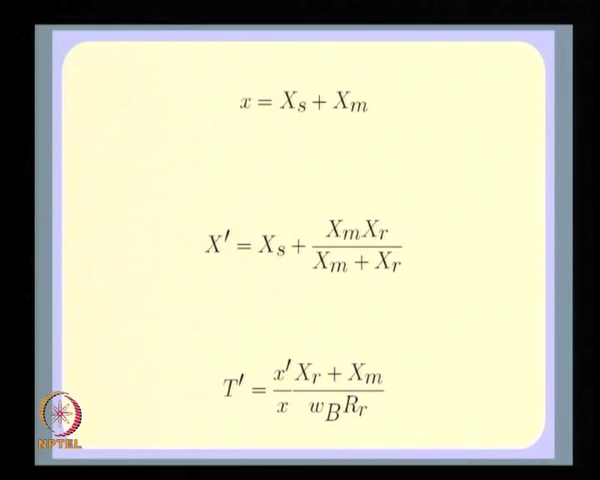 x = X_s + X_m
X' = X_s + \frac{X_m X_r}{X_m + X_r}
T' = \frac{x'}{x} \frac{X_r + X_m}{w_B R_r}
NPTEL